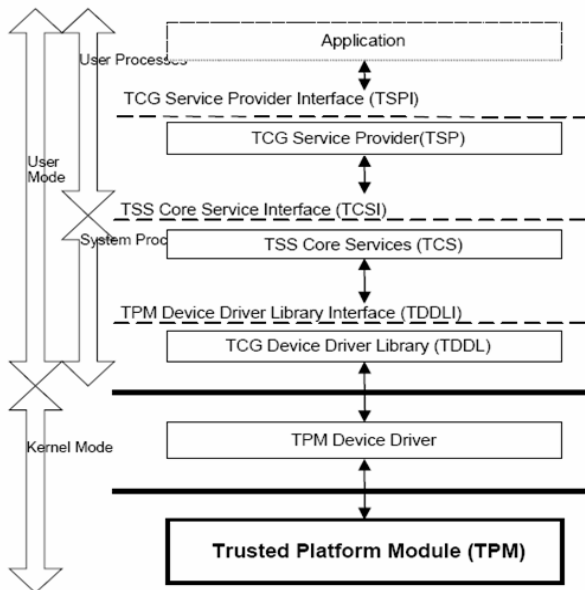 Application
User Processes
TCG Service Provider Interface (TSPI)
TCG Service Provider(TSP)
User
Mode
TSS Core Service Interface (TCSI)
System Proc
TSS Core Services (TCS)
TPM Device Driver Library Interface (TDDLI)
TCG Device Driver Library (TDDL)
TPM Device Driver
Kernel Mode
Trusted Platform Module (TPM)